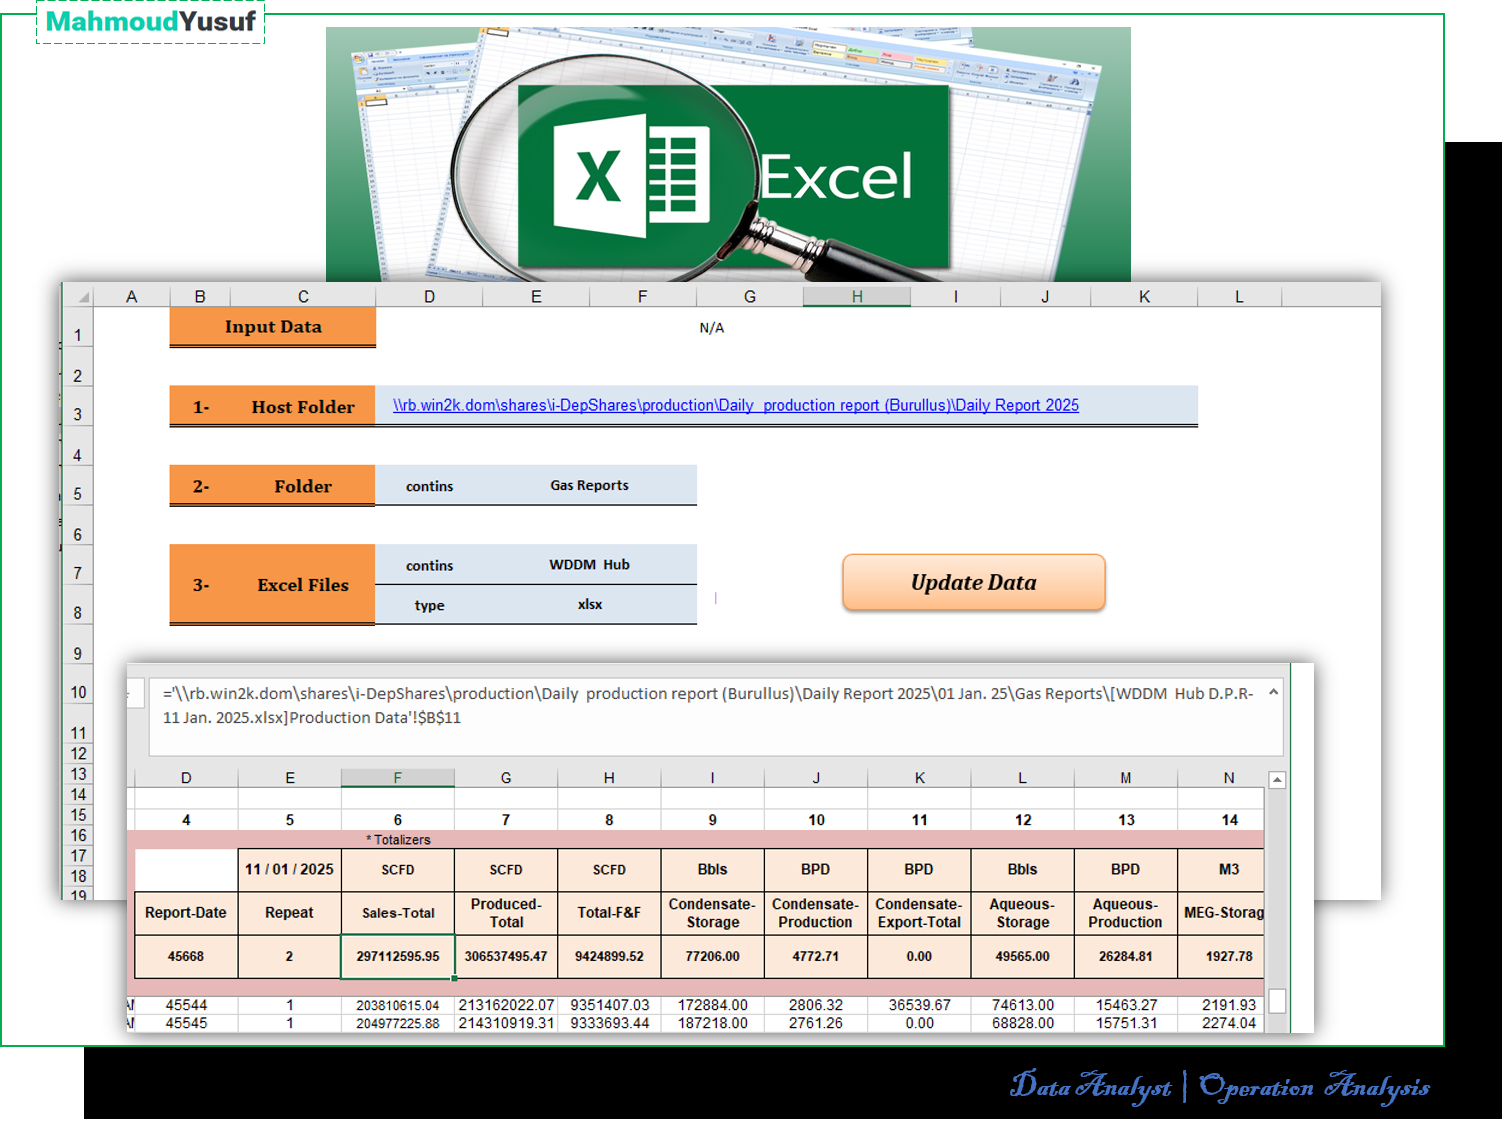 MahmoudYusuf
Excel
A B C D E F G H I J K L
1 Input Data N/A
2
3 1- Host Folder \\rb.win2k.dom\shares\i-DepShares\production\Daily  production report (Burullus)\Daily Report 2025
4
5 2- Folder contins Gas Reports
6
7 contins WDDM  Hub
3- Excel Files Update Data
8 type xlsx
9
10
11
12
13
14
15
16
17
18
19
='\\rb.win2k.dom\shares\i-DepShares\production\Daily  production report (Burullus)\Daily Report 2025\01 Jan. 25\Gas Reports\[WDDM  Hub D.P.R-
11 Jan. 2025.xlsx]Production Data'!$B$11
D E F G H I J K L M N
4 5 6 7 8 9 10 11 12 13 14
* Totalizers
11 / 01 / 2025 SCFD SCFD SCFD Bbls BPD BPD Bbls BPD M3
Report-Date Repeat Sales-Total Produced-Total Total-F&F Condensate-Storage Condensate-Production Condensate-Export-Total Aqueous-Storage Aqueous-Production MEG-Storag
45668 2 297112595.95 306537495.47 9424899.52 77206.00 4772.71 0.00 49565.00 26284.81 1927.78
45544 1 203810615.04 213162022.07 9351407.03 172884.00 2806.32 36539.67 74613.00 15463.27 2191.93
45545 1 204977225.88 214310919.31 9333693.44 187218.00 2761.26 0.00 68828.00 15751.31 2274.04
Data Analyst | Operation Analysis